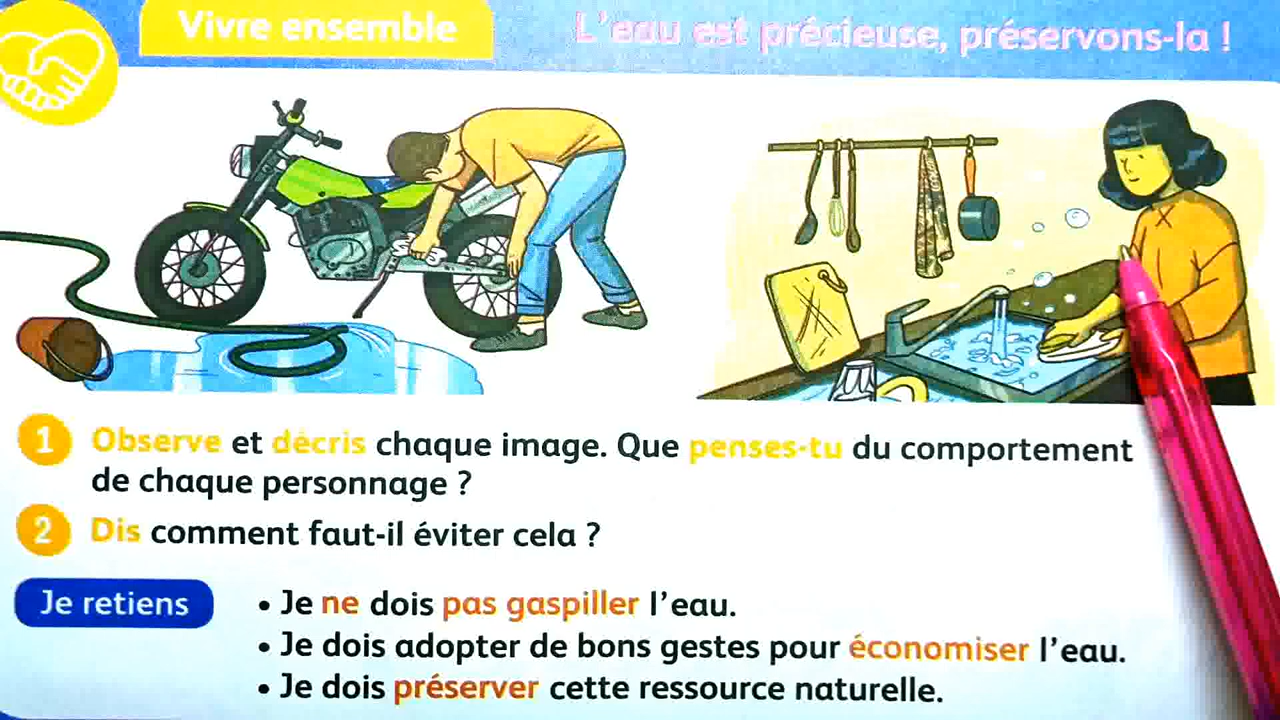 Vivre ensemble
L'eau est précieuse, préservons-la !
1 Observe et décris chaque image. Que penses-tu du comportement
de chaque personnage ?
2 Dis comment faut-il éviter cela ?
Je retiens
• Je ne dois pas gaspiller l'eau.
• Je dois adopter de bons gestes pour économiser l'eau.
• Je dois préserver cette ressource naturelle.